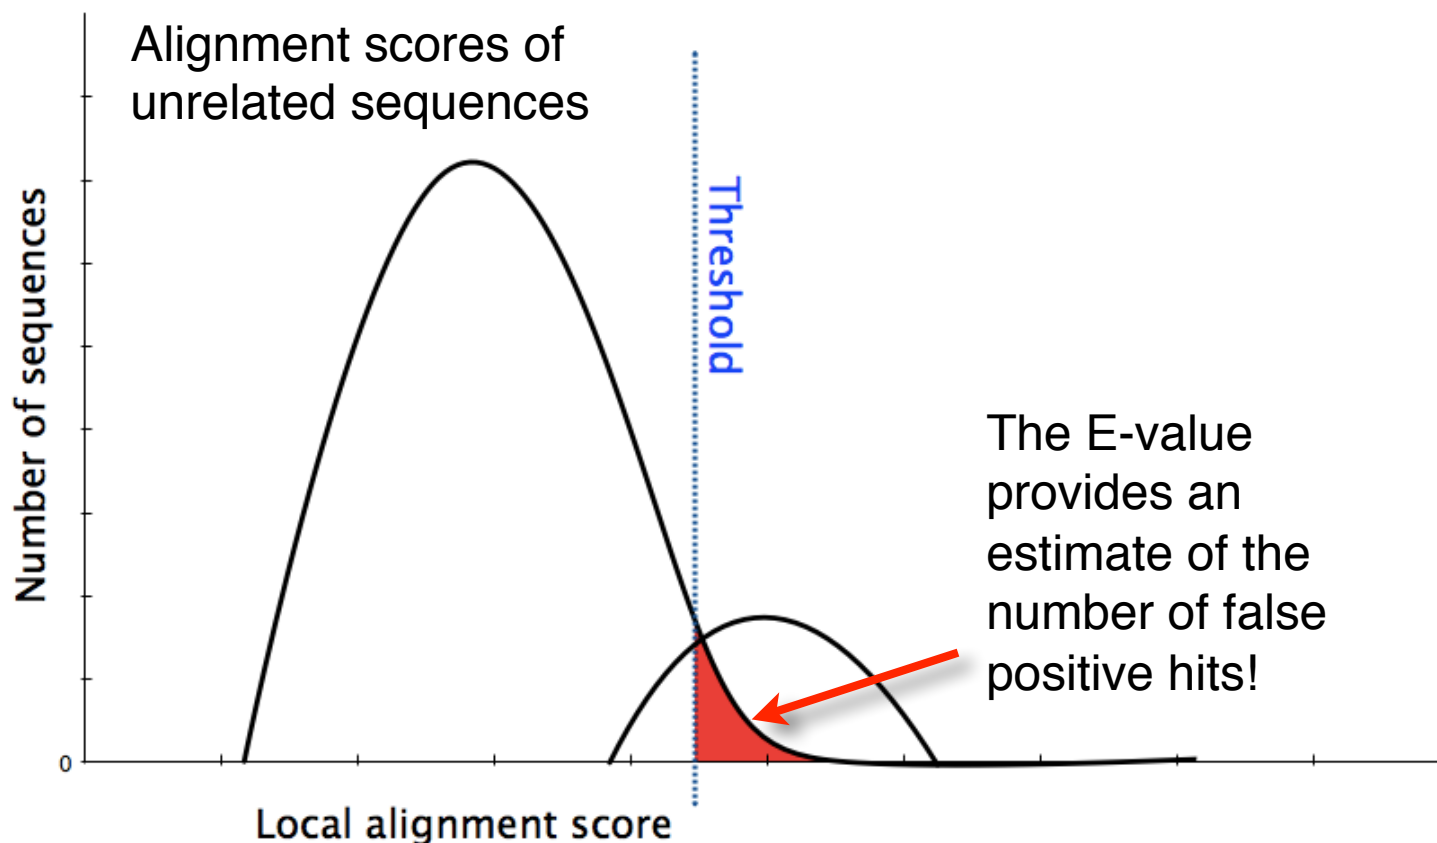 Alignment scores of
unrelated sequences
Threshold
Number of sequences
The E-value
provides an
estimate of the
number of false
positive hits!
0
Local alignment score